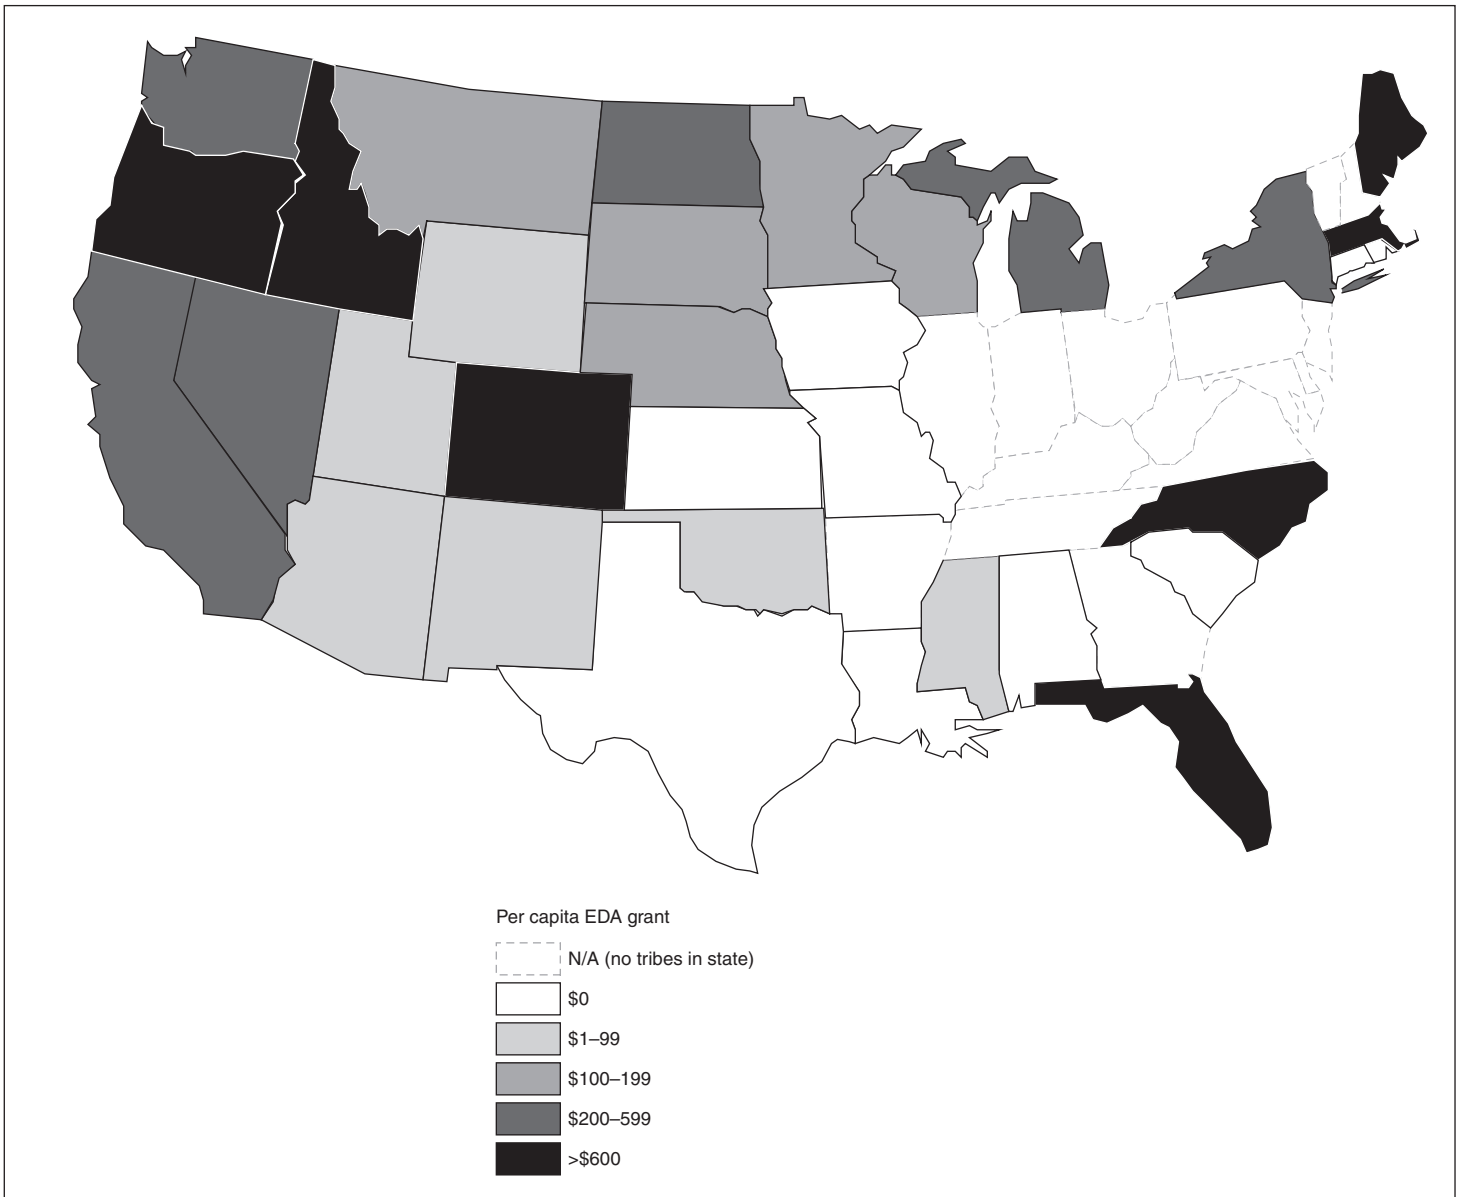 Per capita EDA grant
N/A (no tribes in state)
$0
$1–99
$100–199
$200–599
>$600